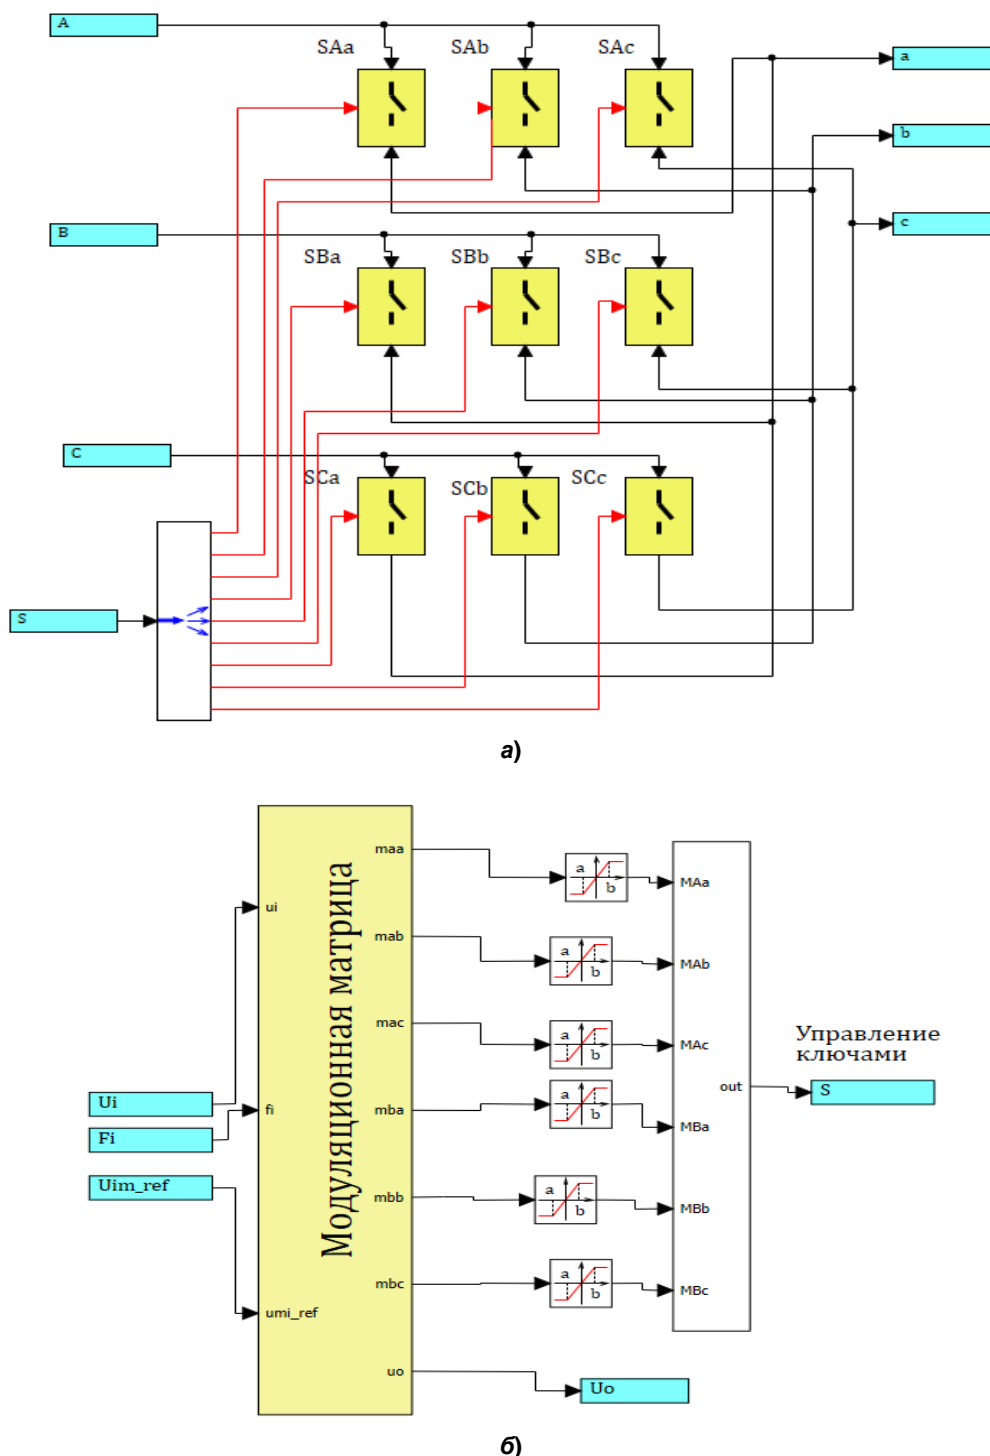 A
SAa SAb SAc
a
b
c
B
SBa SBb SBc
C
SCa SCb SCc
S
а)
Модуляционная матрица
ui
fi
umi_ref
maa
mab
mac
mba
mbb
mbc
uo
Ui
Fi
Uim_ref
a b
a b
a b
a b
a b
a b
MAa
MAb
MAc
MBa
MBb
MBc
out
Управление
ключами
S
Uo
б)